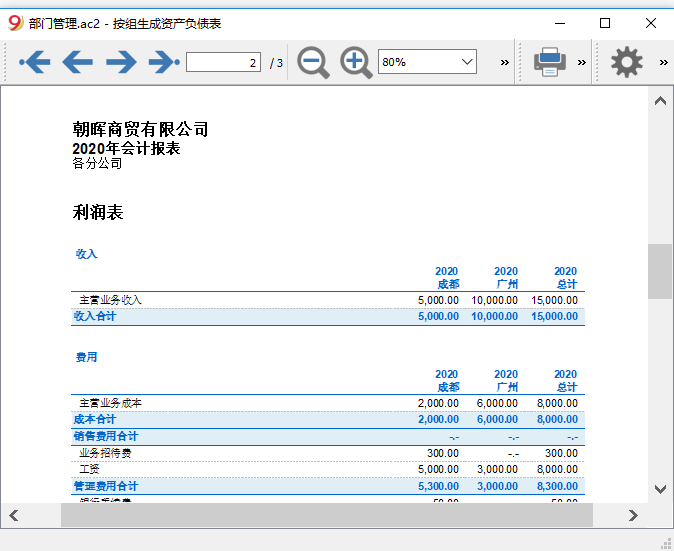 部门管理.ac2 - 按组生成资产负债表
2 / 3 80%
朝晖商贸有限公司
2020年会计报表
各分公司
利润表
收入
2020 2020 2020
成都 广州 总计
主营业务收入 5,000.00 10,000.00 15,000.00
收入合计 5,000.00 10,000.00 15,000.00
费用
2020 2020 2020
成都 广州 总计
主营业务成本 2,000.00 6,000.00 8,000.00
成本合计 2,000.00 6,000.00 8,000.00
销售费用合计 -.- -.- -.-
业务招待费 300.00 -.- 300.00
工资 5,000.00 3,000.00 8,000.00
管理费用合计 5,300.00 3,000.00 8,300.00